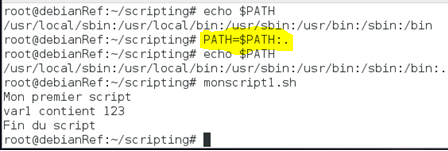 root@debianRef:~/scripting# echo $PATH
/usr/local/sbin:/usr/local/bin:/usr/sbin:/usr/bin:/sbin:/bin
root@debianRef:~/scripting# PATH=$PATH:.
root@debianRef:~/scripting# echo $PATH
/usr/local/sbin:/usr/local/bin:/usr/sbin:/usr/bin:/sbin:/bin:.
root@debianRef:~/scripting# monscript1.sh
Mon premier script
var1 contient 123
Fin du script
root@debianRef:~/scripting#